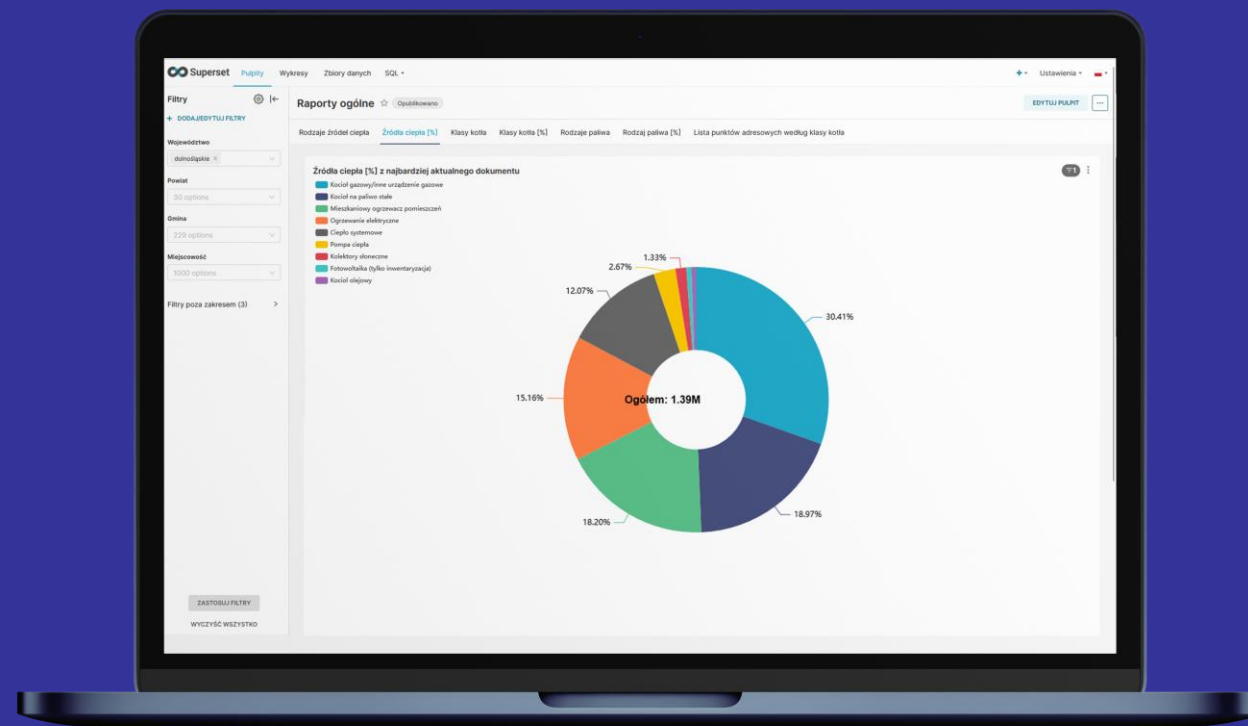 Superset Pulpity Wykresy Zbiory danych SQL
Ustawienia
Filtry
+ DODAJ/EDYTUJ FILTRY
Województwo
dolnośląskie ×
Powiat
30 options
Gmina
229 options
Miejscowość
1000 options
Filtry poza zakresem (3)
ZASTOSUJ FILTRY
WYCZYŚĆ WSZYSTKO
Raporty ogólne Opublikowano
EDYTUJ PULPIT ...
Rodzaje źródeł ciepła Źródła ciepła [%] Klasy kotła Klasy kotła [%] Rodzaje paliwa Rodzaj paliwa [%] Lista punktów adresowych według klasy kotła
Źródła ciepła [%] z najbardziej aktualnego dokumentu
1
Kocioł gazowy/inne urządzenie gazowe
Kocioł na paliwo stałe
Mieszkaniowy ogrzewacz pomieszczeń
Ogrzewanie elektryczne
Ciepło systemowe
Pompa ciepła
Kolektory słoneczne
Fotowoltaika (tylko inwentaryzacja)
Kocioł olejowy
1.33%
2.67%
12.07%
30.41%
15.16%
Ogółem: 1.39M
18.97%
18.20%